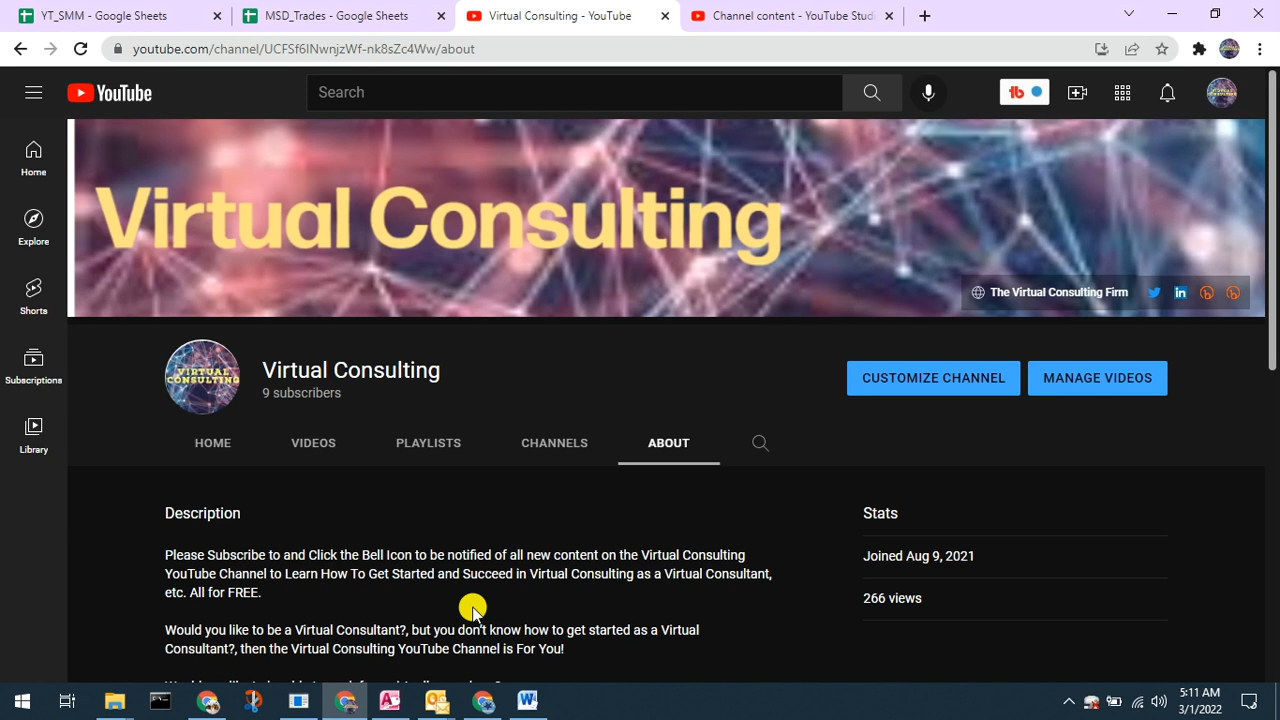 YT_SMM - Google Sheets
MSD_Trades - Google Sheets
Virtual Consulting - YouTube
Channel content - YouTube Stud
youtube.com/channel/UCFSf6INwnjzWf-nk8sZc4Ww/about
YouTube
Search
Home
Explore
Shorts
Subscriptions
Library
Virtual Consulting
The Virtual Consulting Firm
VIRTUAL CONSULTING
Virtual Consulting
9 subscribers
CUSTOMIZE CHANNEL
MANAGE VIDEOS
HOME
VIDEOS
PLAYLISTS
CHANNELS
ABOUT
Description
Please Subscribe to and Click the Bell Icon to be notified of all new content on the Virtual Consulting
YouTube Channel to Learn How To Get Started and Succeed in Virtual Consulting as a Virtual Consultant,
etc. All for FREE.
Would you like to be a Virtual Consultant?, but you don't know how to get started as a Virtual
Consultant?, then the Virtual Consulting YouTube Channel is For You!
Stats
Joined Aug 9, 2021
266 views
5:11 AM
3/1/2022